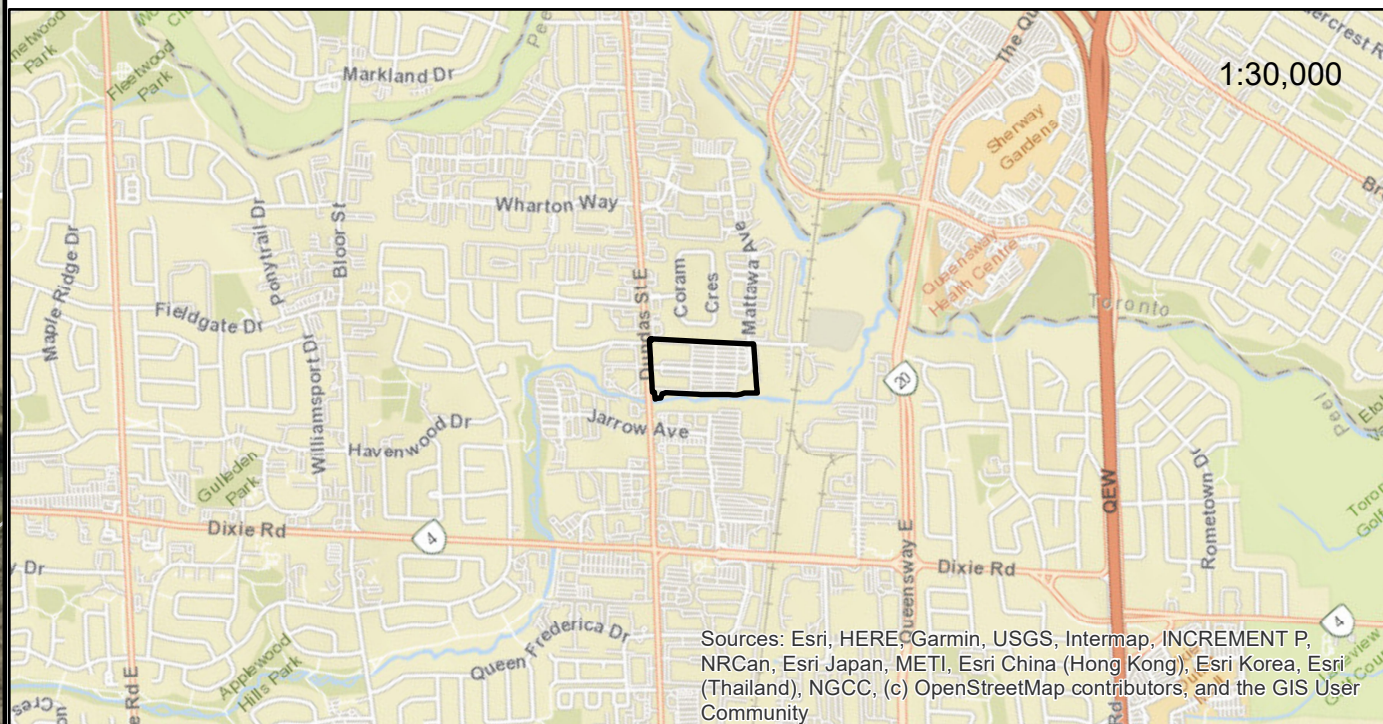 Markland Dr
1:30,000
Fleetwood
Park
Park
Sherway
Gardens
Wharton Way
Ponytrail Dr
Bloor St
Maple Ridge Dr
Coram
Cres
Mattawa Ave
Dundas St E
Queensway
Health Centre
Toronto
Fieldgate Dr
Williamsport Dr
20
Jarrow Ave
Havenwood Dr
Gulleden
Park
Peel
QEW
Rometown Dr
Dixie Rd
4
Queensway E
Dixie Rd
4
Queen Frederica Dr
Applewood
Hills Park
Sources: Esri, HERE, Garmin, USGS, Intermap, INCREMENT P,
NRCan, Esri Japan, METI, Esri China (Hong Kong), Esri Korea, Esri
(Thailand), NGCC, (c) OpenStreetMap contributors, and the GIS User
Community